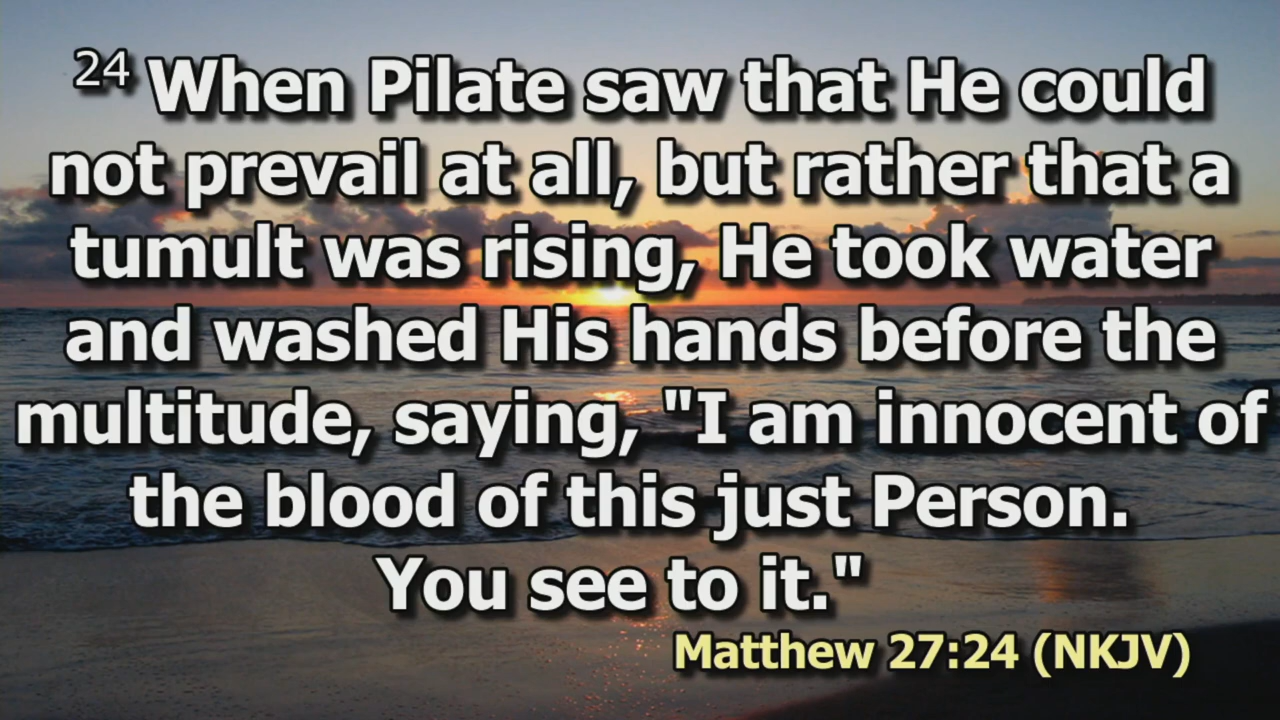 24 When Pilate saw that He could
not prevail at all, but rather that a
tumult was rising, He took water
and washed His hands before the
multitude, saying, "I am innocent of
the blood of this just Person.
You see to it."
Matthew 27:24 (NKJV)